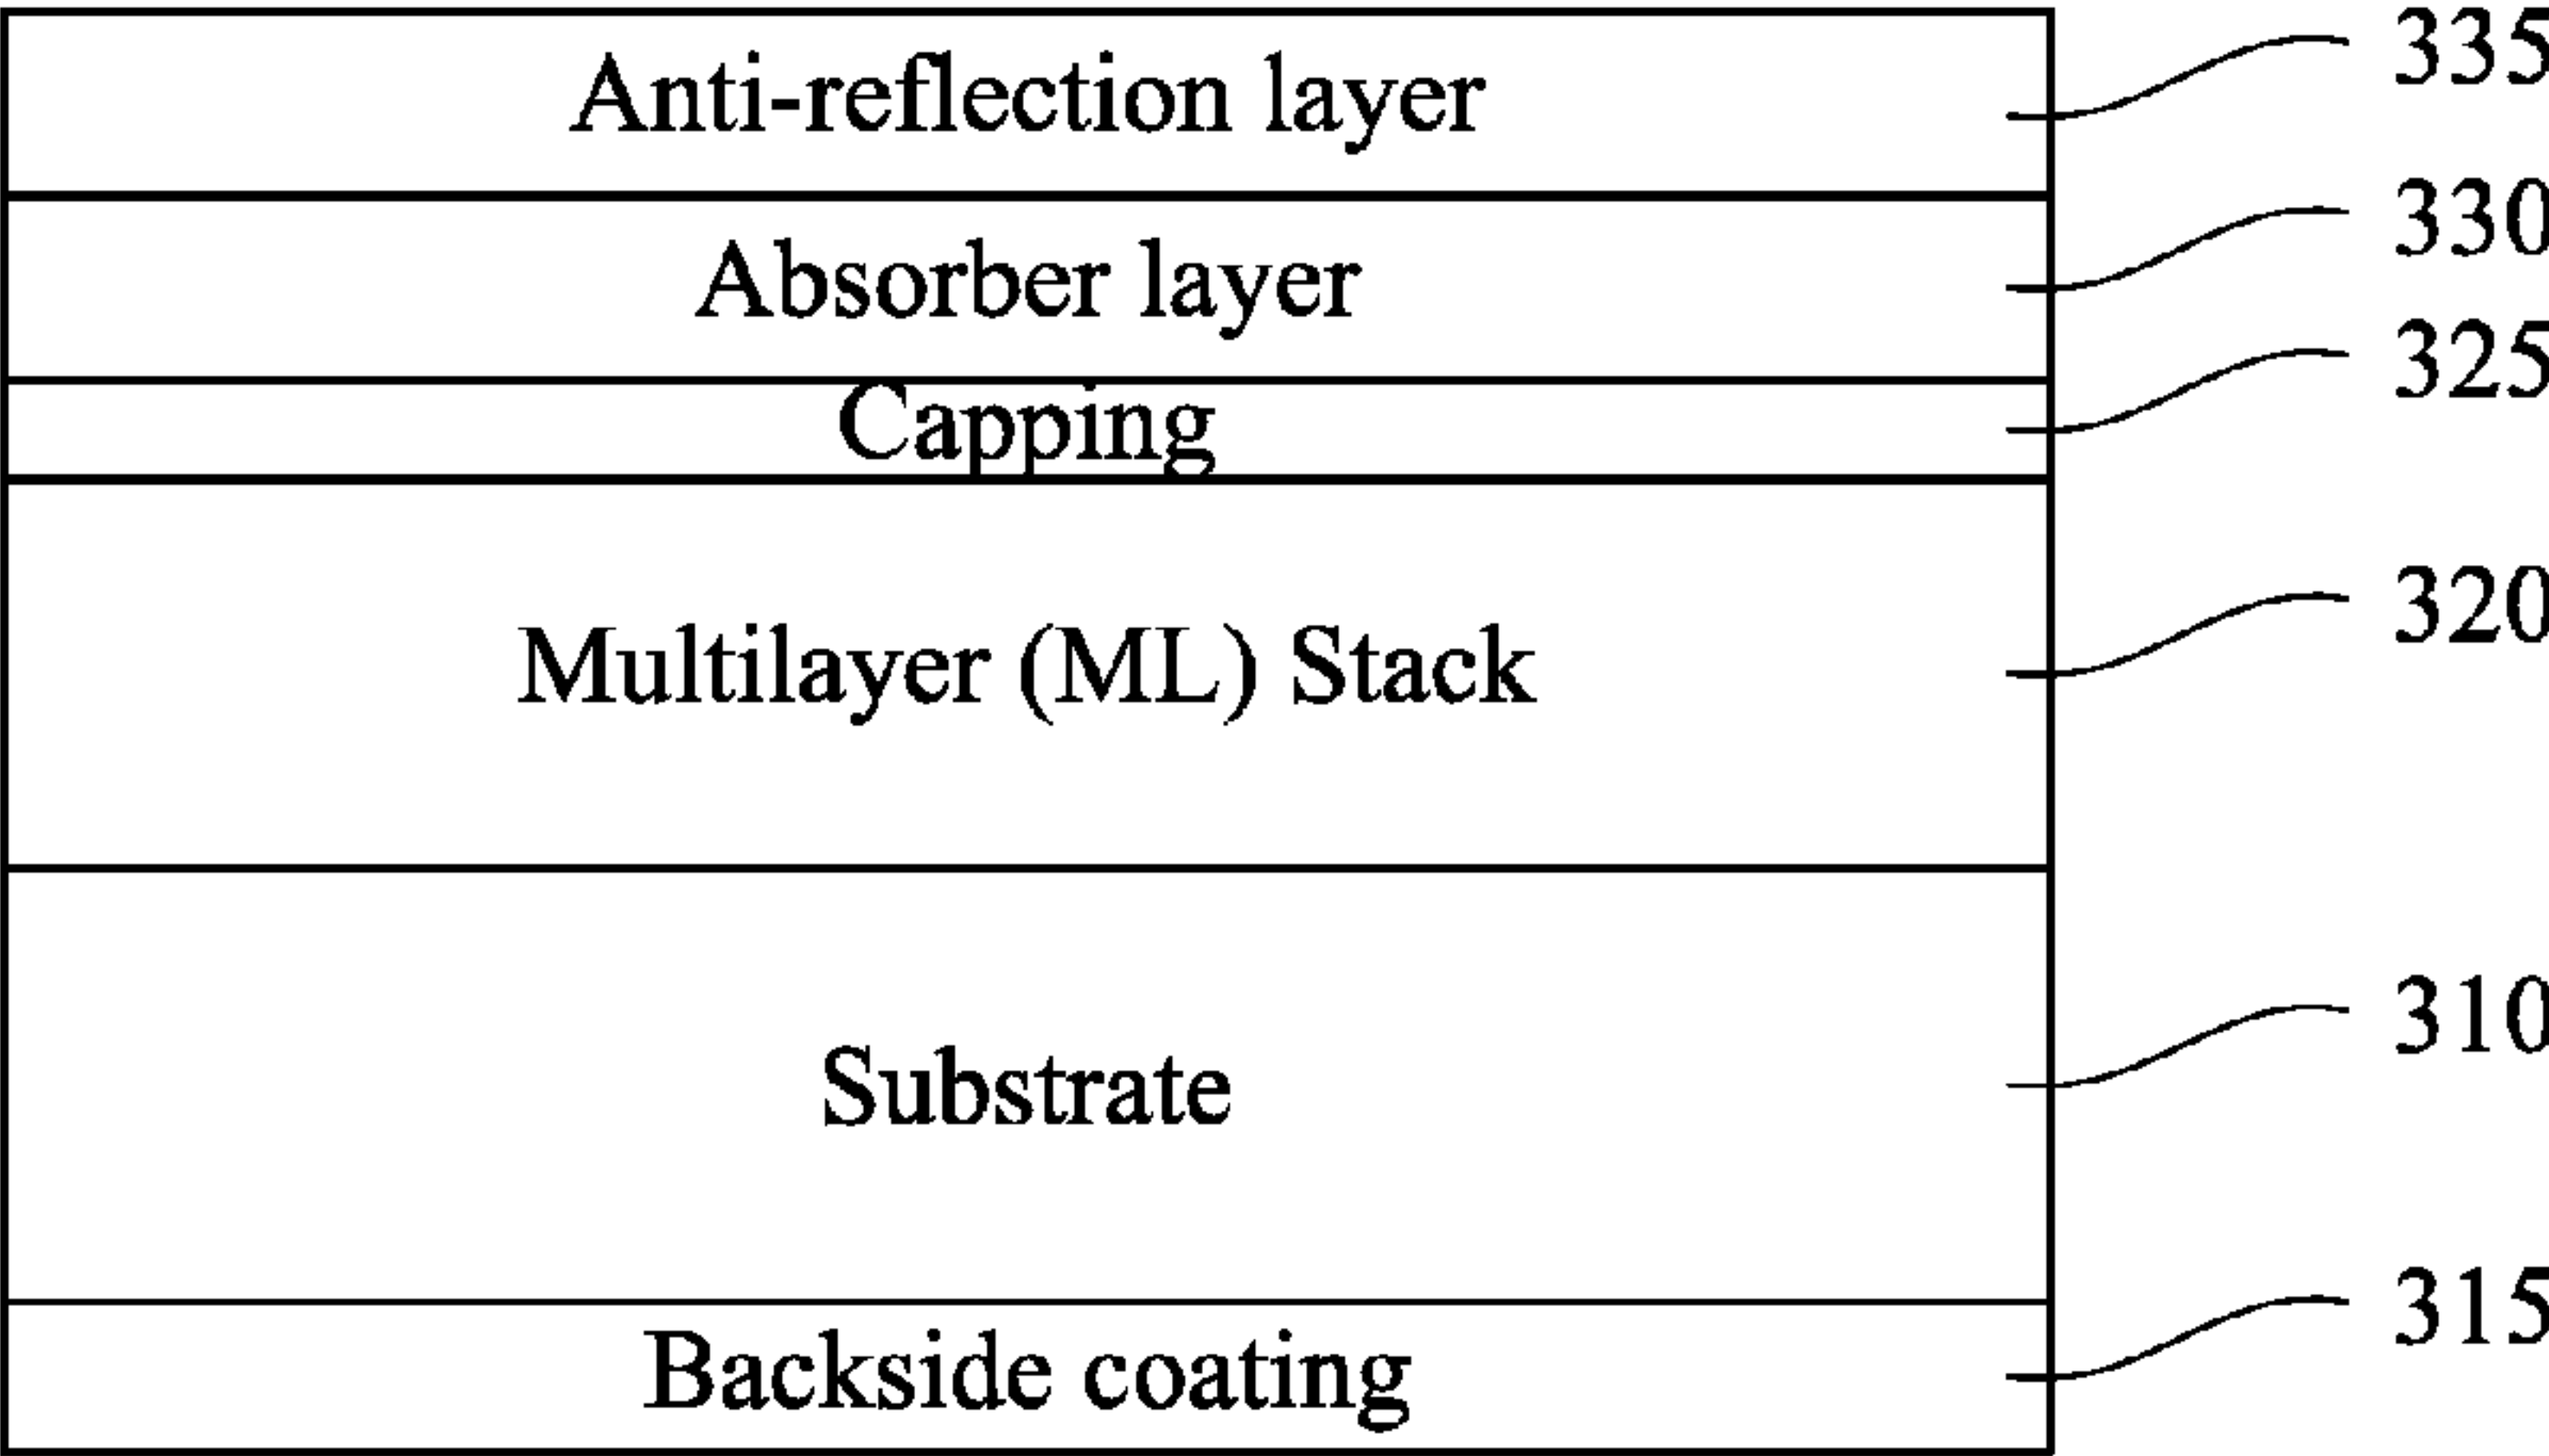 Anti-reflection layer 335
Absorber layer 330
Capping 325
Multilayer (ML) Stack 320
Substrate 310
Backside coating 315